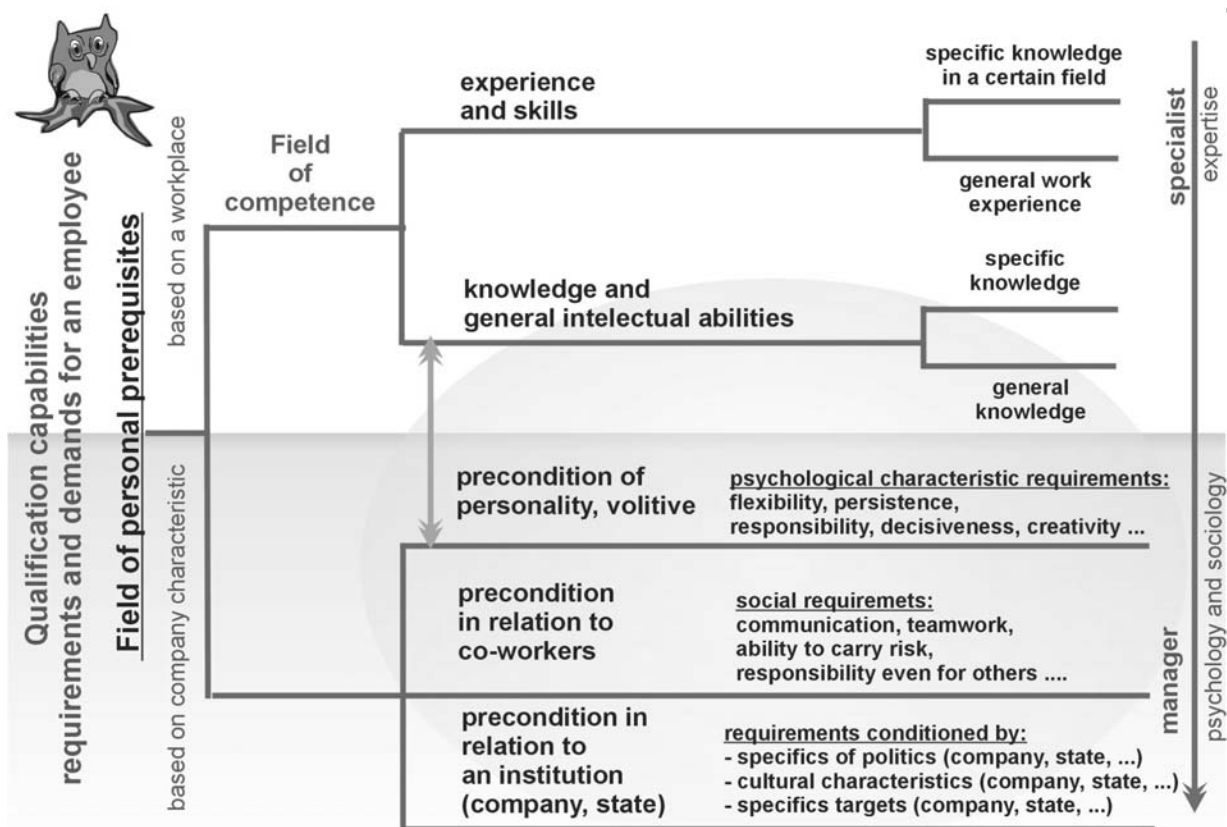 Qualification capabilities
requirements and demands for an employee
Field of personal prerequisites
based on a workplace
based on company characteristic
Field
of
competence
experience
and skills
specific knowledge
in a certain field
general work
experience
knowledge and
general intelectual abilities
specific
knowledge
general
knowledge
precondition of
personality, volitive
psychological characteristic requirements:
flexibility, persistence,
responsibility, decisiveness, creativity ...
precondition
in relation to
co-workers
social requiremets:
communication, teamwork,
ability to carry risk,
responsibility even for others ....
precondition in
relation to
an institution
(company, state)
requirements conditioned by:
- specifics of politics (company, state, ...)
- cultural characteristics (company, state, ...)
- specifics targets (company, state, ...)
specialist
expertise
manager
psychology and sociology